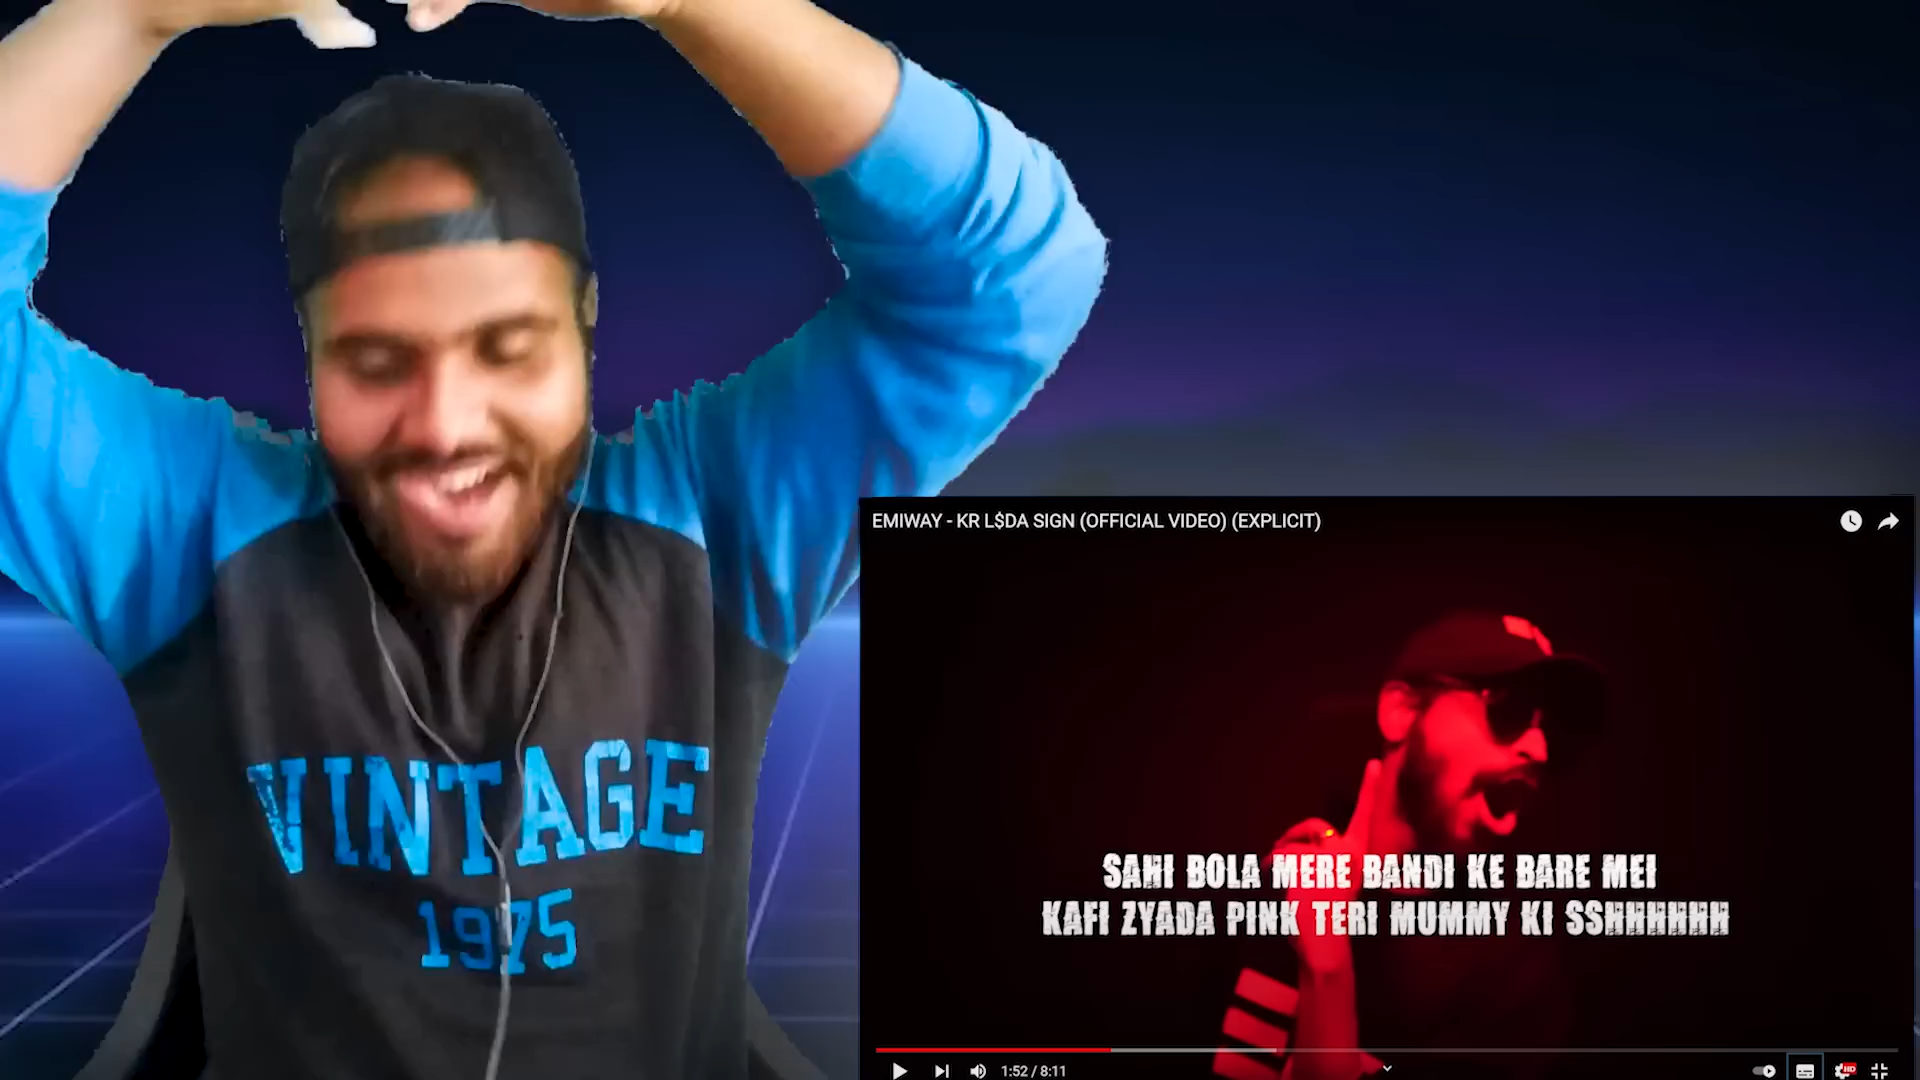 VINTAGE
1975
EMIWAY - KR L$DA SIGN (OFFICIAL VIDEO) (EXPLICIT)
SAHI BOLA MERE BANDI KE BARE MEI
KAFI ZYADA PINK TERI MUMMY KI SSHHHHHH
1:52 / 8:11
HD